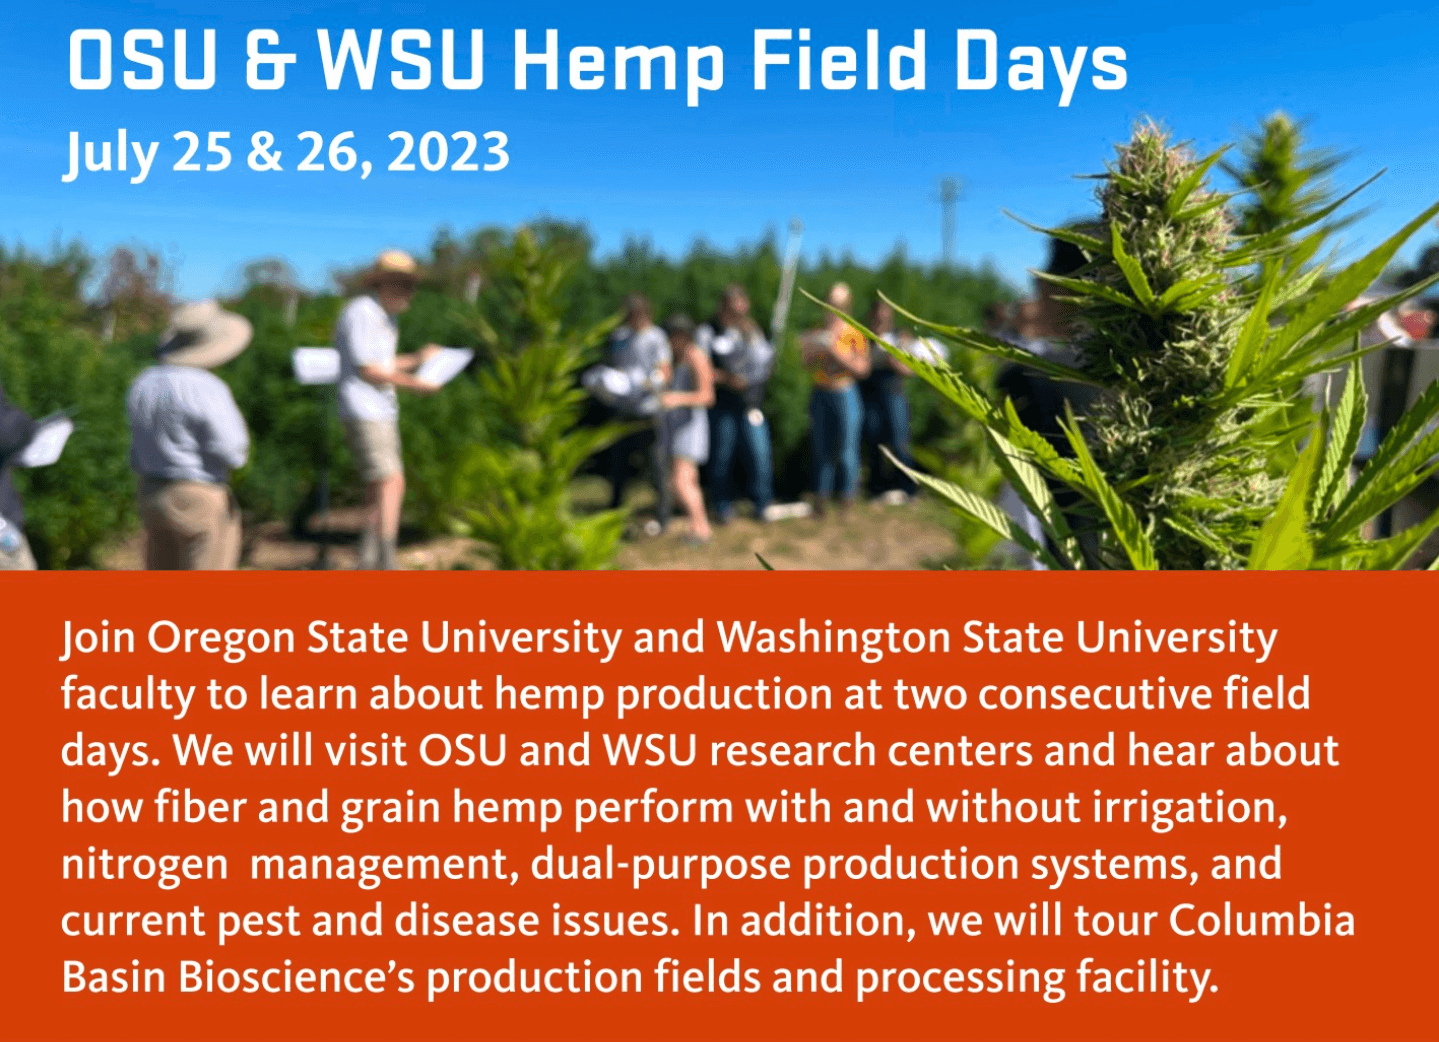 OSU & WSU Hemp Field Days
July 25 & 26, 2023
Join Oregon State University and Washington State University
faculty to learn about hemp production at two consecutive field
days. We will visit OSU and WSU research centers and hear about
how fiber and grain hemp perform with and without irrigation,
nitrogen  management, dual-purpose production systems, and
current pest and disease issues. In addition, we will tour Columbia
Basin Bioscience’s production fields and processing facility.